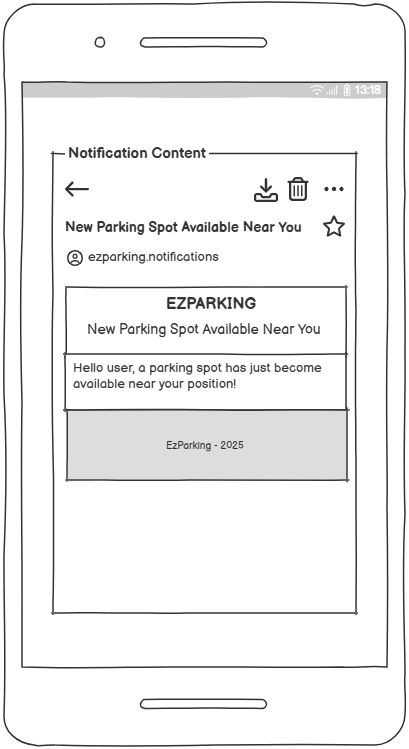 13:18
Notification Content
New Parking Spot Available Near You
ezparking.notifications
EZPARKING
New Parking Spot Available Near You
Hello user, a parking spot has just become
available near your position!
EzParking - 2025